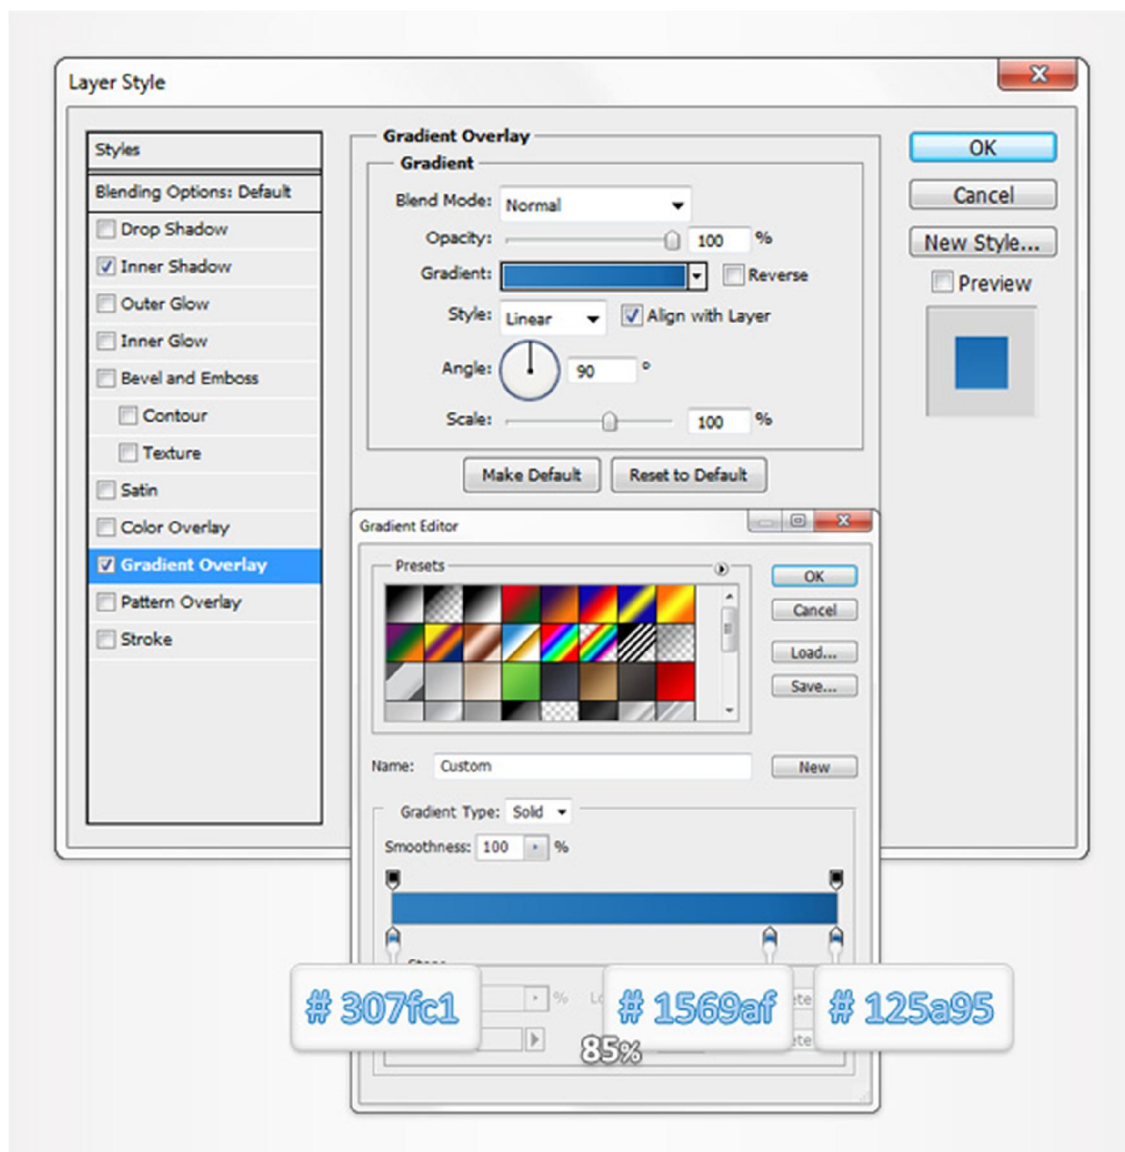 Layer Style
Styles
Blending Options: Default
Drop Shadow
Inner Shadow
Outer Glow
Inner Glow
Bevel and Emboss
Contour
Texture
Satin
Color Overlay
Gradient Overlay
Pattern Overlay
Stroke
Gradient Overlay
Gradient
Blend Mode: Normal
Opacity: 100 %
Gradient: Reverse
Style: Linear Align with Layer
Angle: 90 °
Scale: 100 %
Make Default Reset to Default
OK
Cancel
New Style...
Preview
Gradient Editor
Presets
OK
Cancel
Load...
Save...
Name: Custom New
Gradient Type: Solid
Smoothness: 100 %
# 307fc1 % # 1569af # 125a95
85%